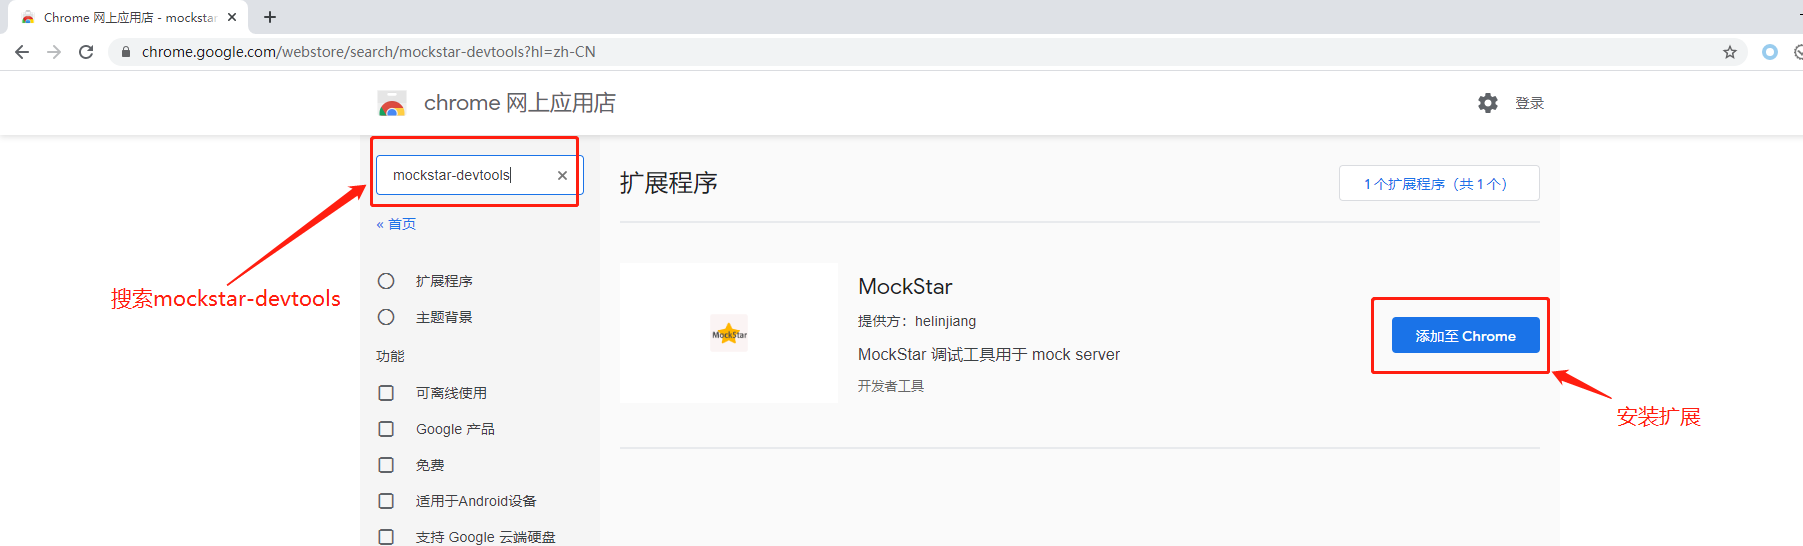 Chrome 网上应用店 - mockstar
chrome.google.com/webstore/search/mockstar-devtools?hl=zh-CN
chrome 网上应用店
登录
mockstar-devtools
« 首页
扩展程序
主题背景
功能
可离线使用
Google 产品
免费
适用于Android设备
支持 Google 云端硬盘
搜索mockstar-devtools
扩展程序
1 个扩展程序（共 1 个）
MockStar
MockStar
提供方：helinjiang
MockStar 调试工具用于 mock server
开发者工具
添加至 Chrome
安装扩展